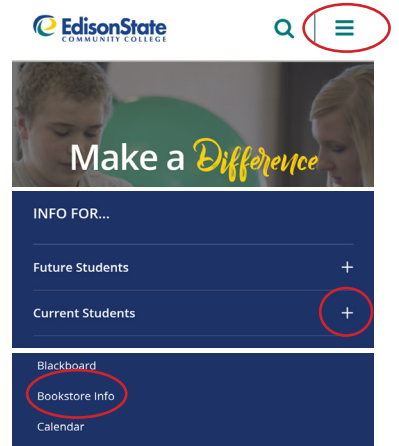 EdisonState
COMMUNITY COLLEGE
Make a Difference
INFO FOR...
Future Students
Current Students
Blackboard
Bookstore Info
Calendar